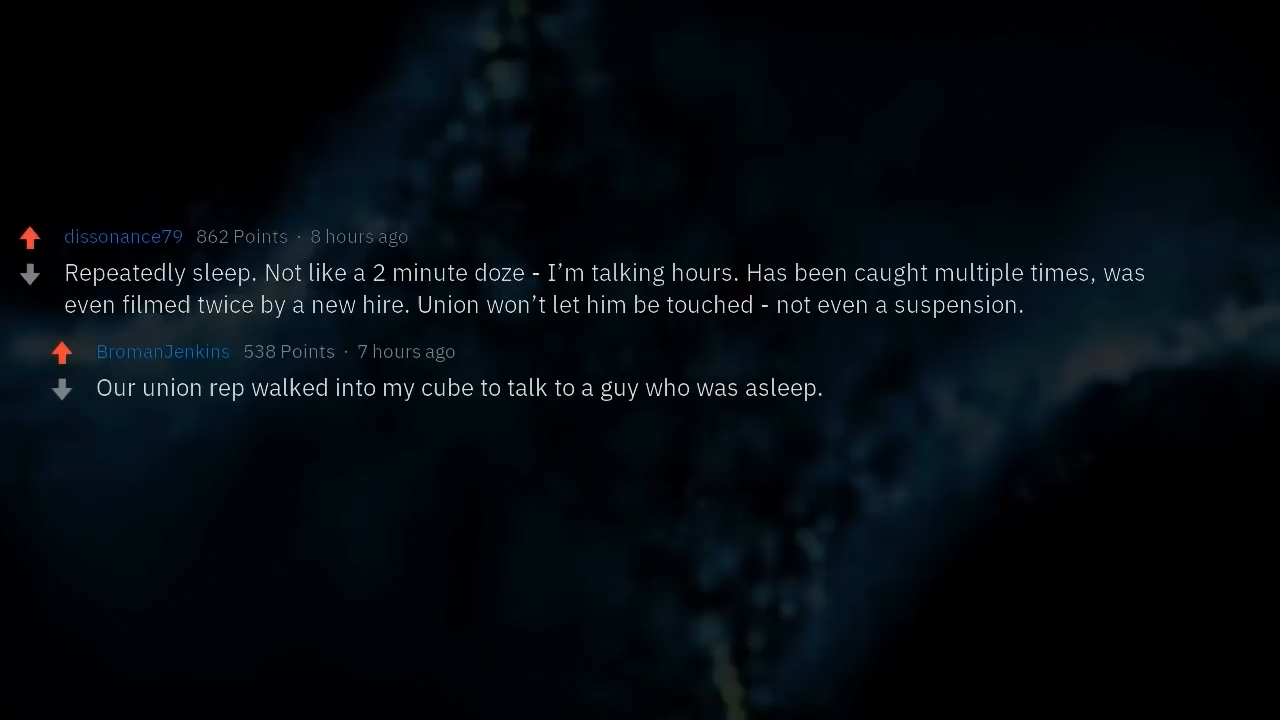 dissonance79 862 Points · 8 hours ago
Repeatedly sleep. Not like a 2 minute doze - I’m talking hours. Has been caught multiple times, was
even filmed twice by a new hire. Union won’t let him be touched - not even a suspension.
BromanJenkins 538 Points · 7 hours ago
Our union rep walked into my cube to talk to a guy who was asleep.